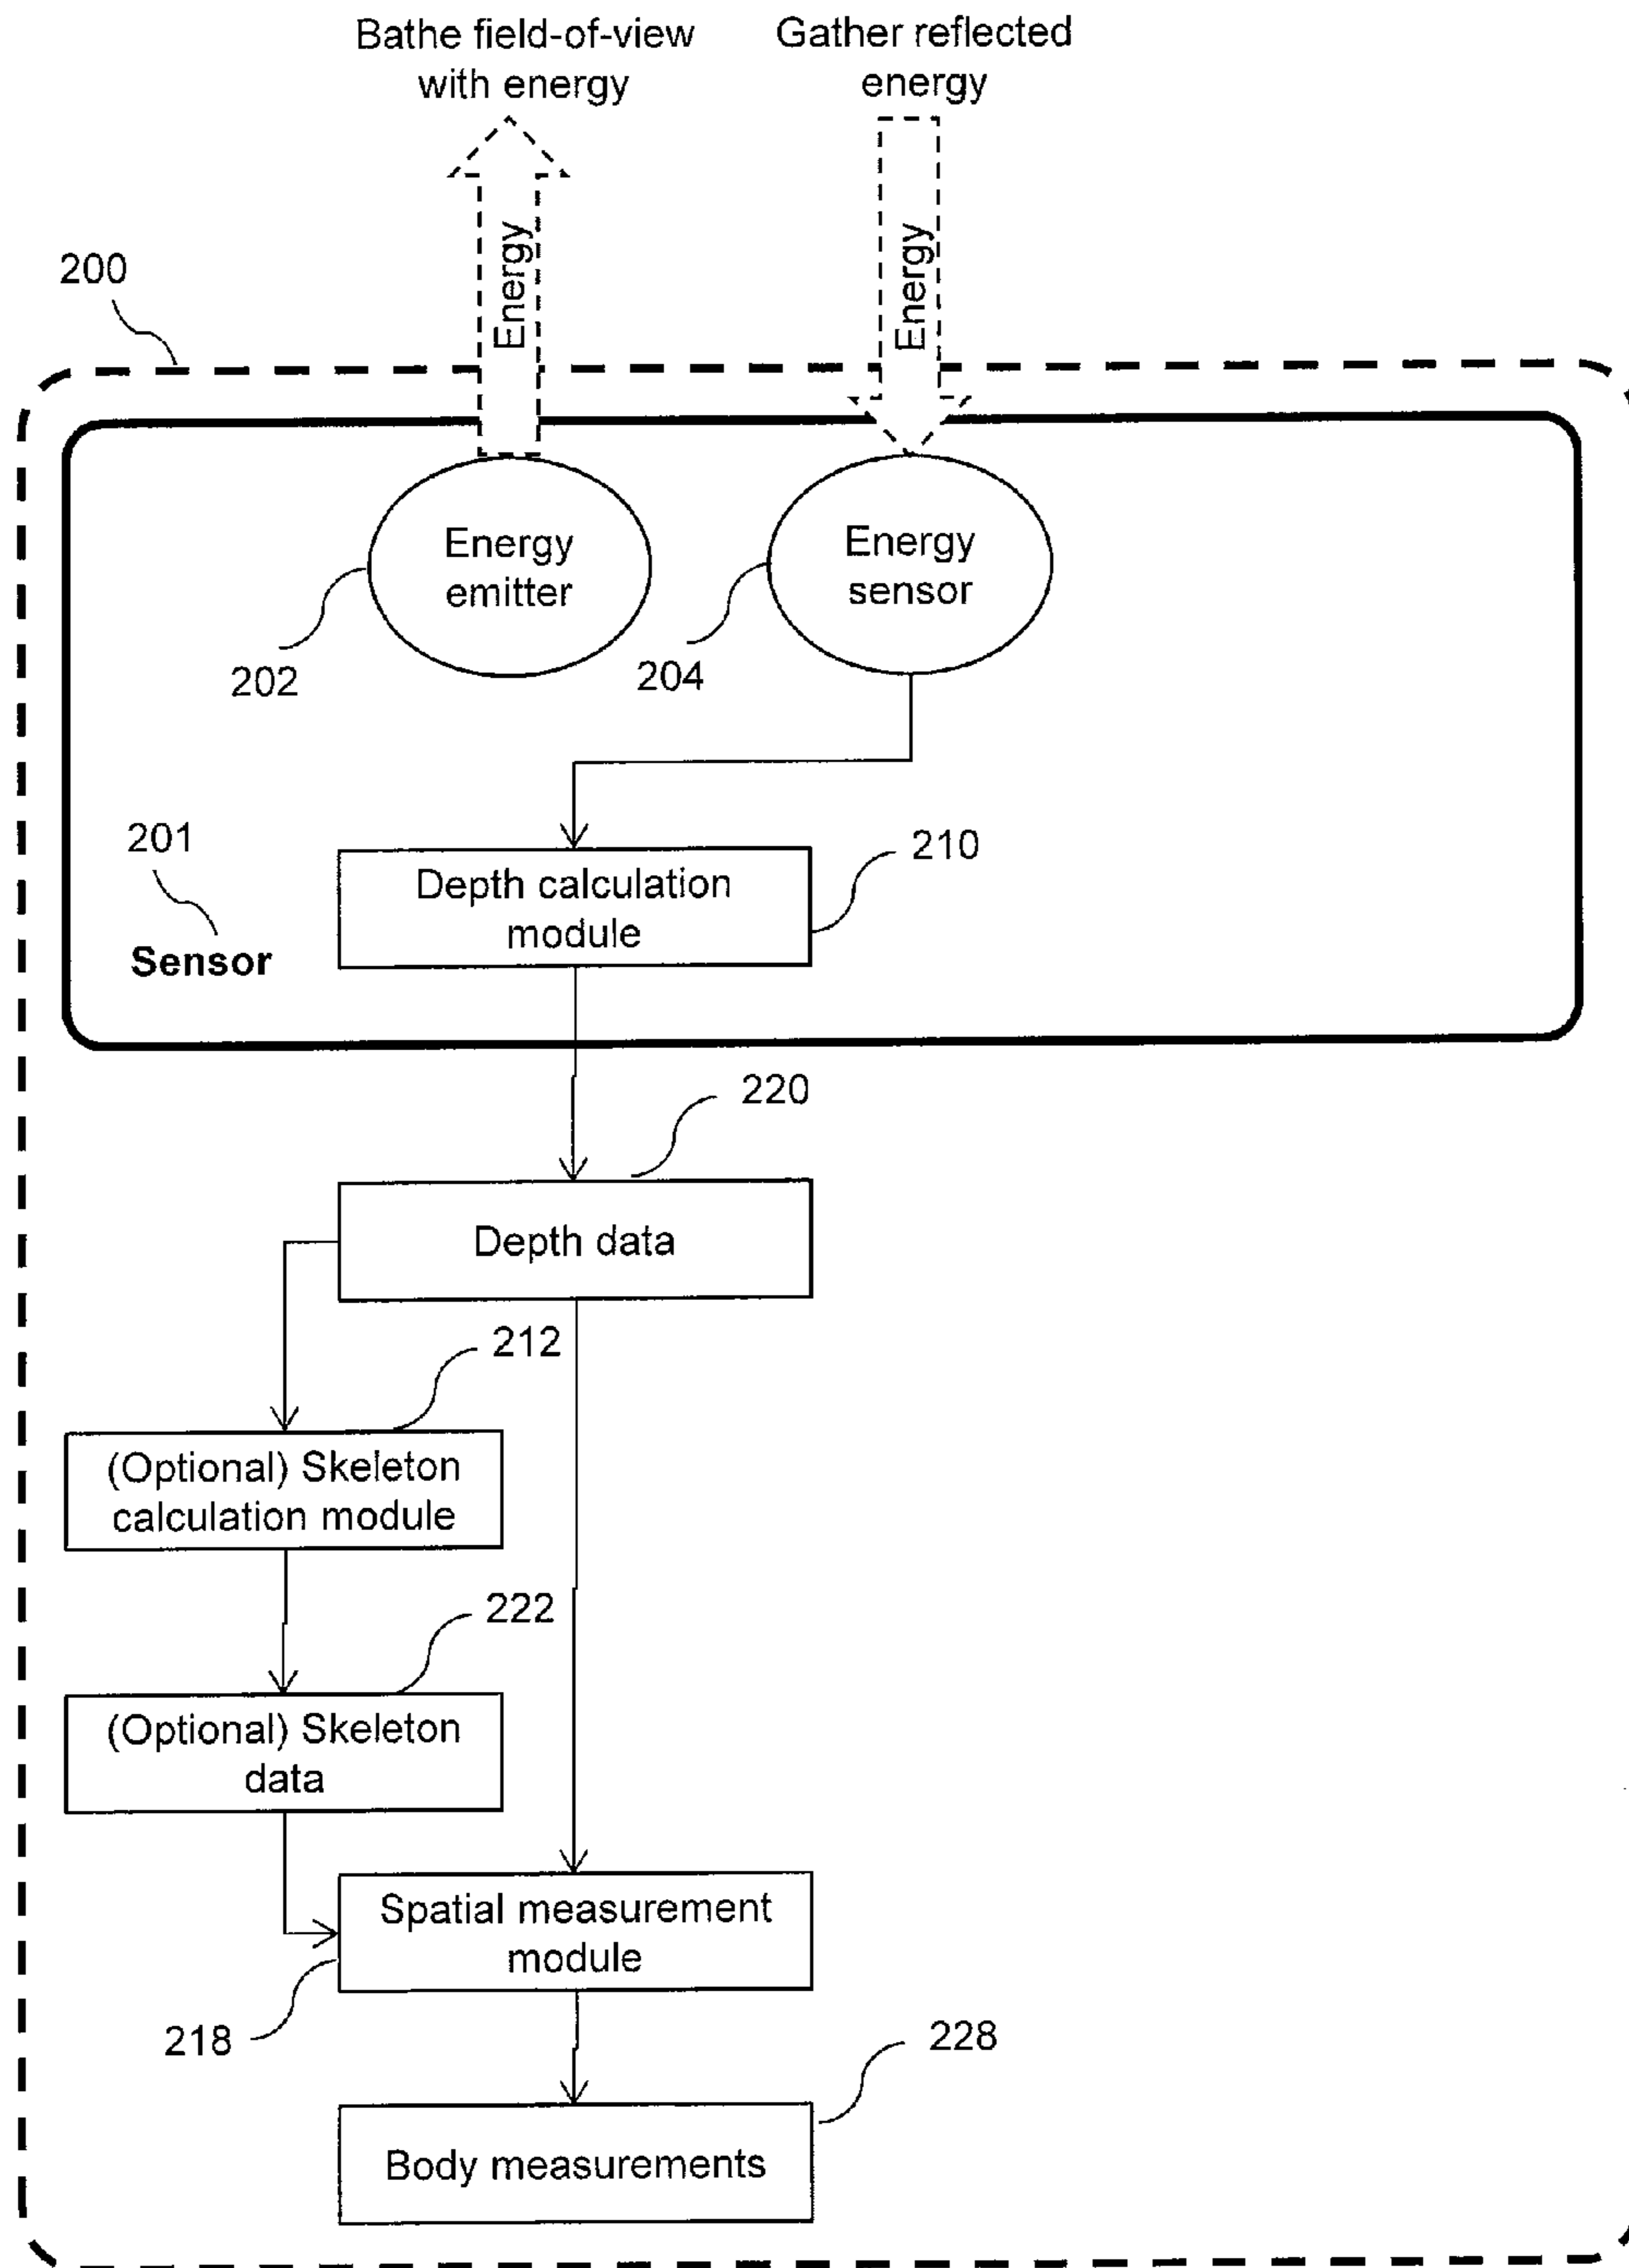 Bathe field-of-view
with energy
Gather reflected
energy
Energy
Energy
200
Energy
emitter
Energy
sensor
202
204
201
Sensor
Depth calculation
module
210
220
Depth data
212
(Optional) Skeleton
calculation module
222
(Optional) Skeleton
data
Spatial measurement
module
218
228
Body measurements